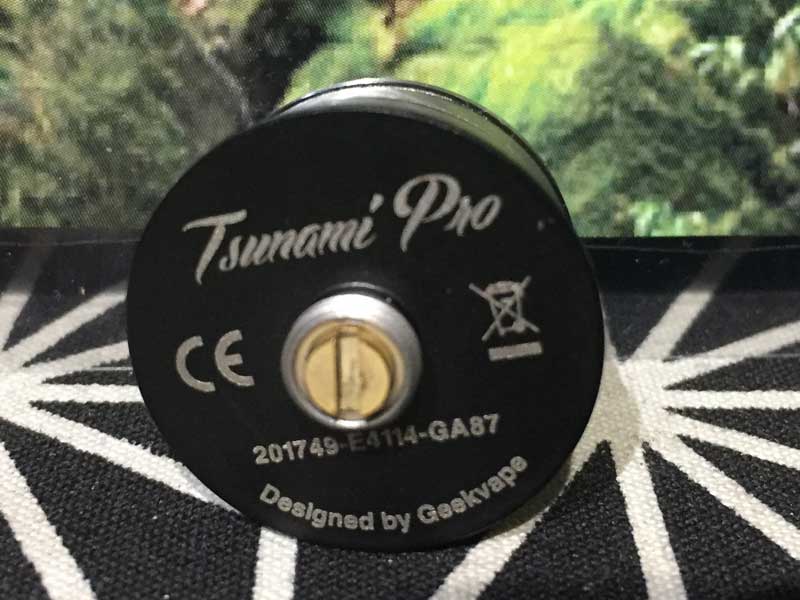 Tsunami Pro
CE
201749-E4114-GA87
Designed by Geekvape